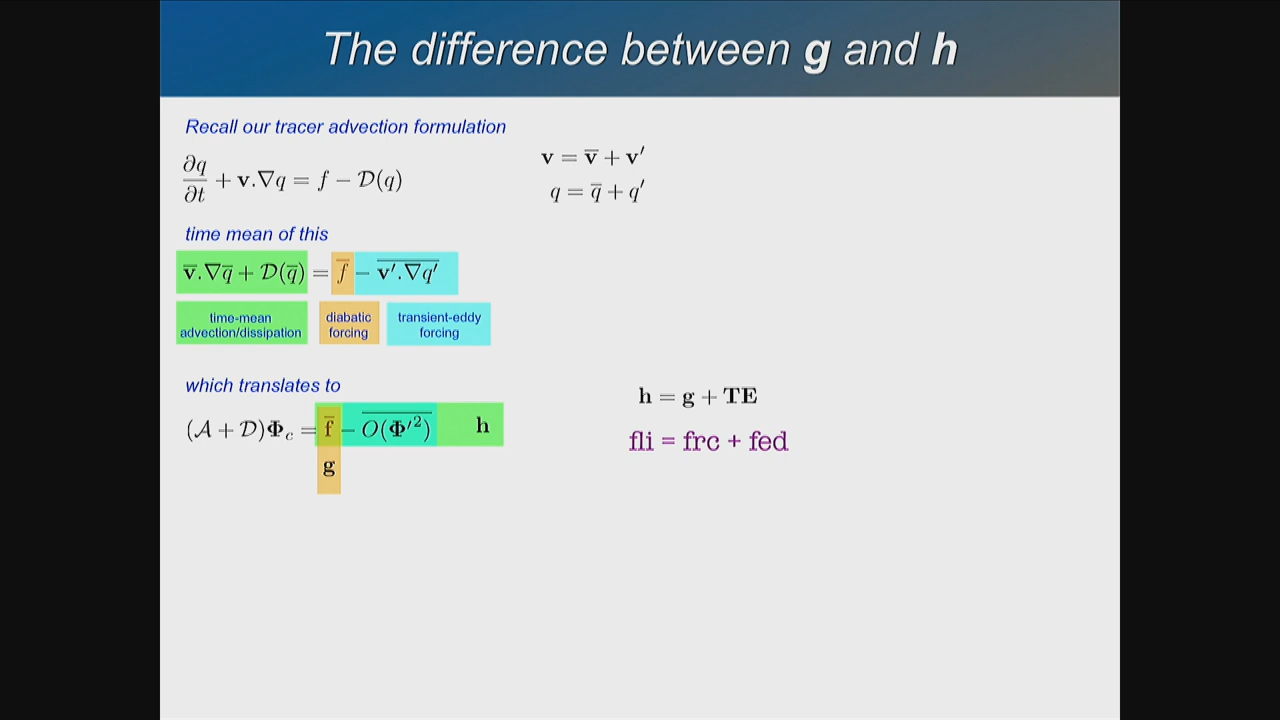 The difference between g and h
Recall our tracer advection formulation
∂q/∂t + v.∇q = f − 𝒟(q)
v = v̅ + v′
q = q̅ + q′
time mean of this
v̅.∇q̅ + 𝒟(q̅) = f̅ − \overline{v′.∇q′}
time-mean advection/dissipation
diabatic forcing
transient-eddy forcing
which translates to
(𝒜 + 𝒟)Φ_c = f̅ − \overline{O(Φ′²)} h
g
h = g + TE
fli = frc + fed